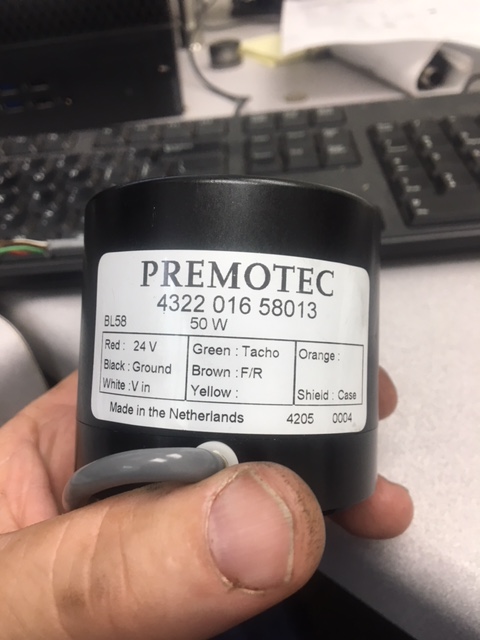 PREMOTEC
4322 016 58013
BL58 50 W
Red : 24 V
Black : Ground
White : V in
Green : Tacho
Brown : F/R
Yellow :
Orange :
Shield : Case
Made in the Netherlands 4205 0004